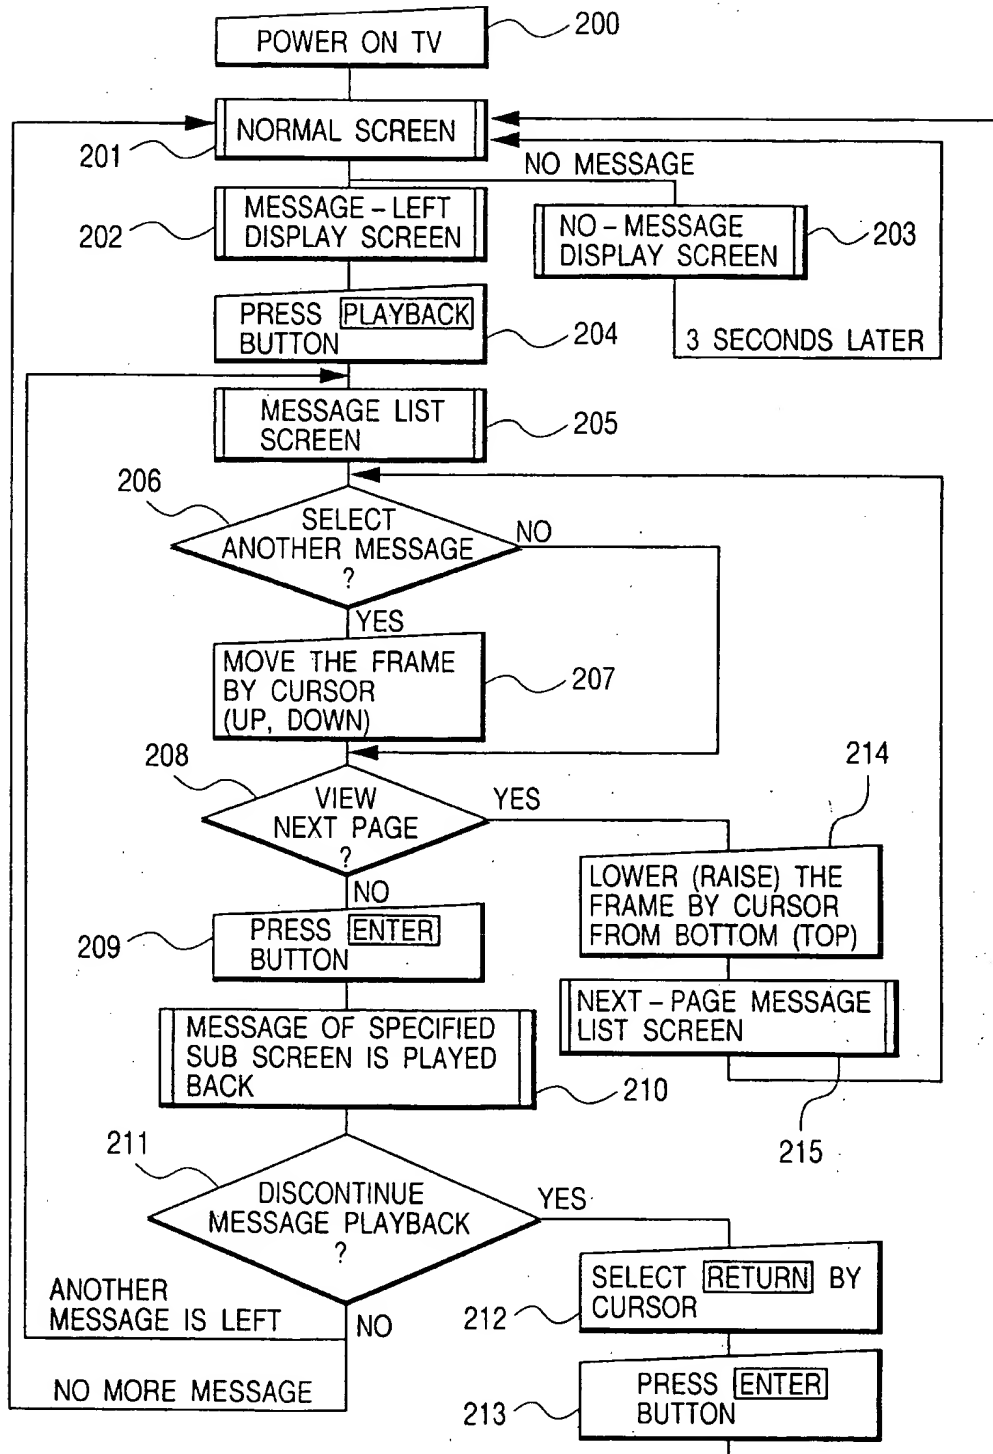 POWER ON TV
200
NORMAL SCREEN
201
NO MESSAGE
MESSAGE-LEFT
DISPLAY SCREEN
202
NO-MESSAGE
DISPLAY SCREEN
203
PRESS PLAYBACK
BUTTON
204
3 SECONDS LATER
MESSAGE LIST
SCREEN
205
206
SELECT
ANOTHER MESSAGE
?
NO
YES
MOVE THE FRAME
BY CURSOR
(UP, DOWN)
207
208
VIEW
NEXT PAGE
?
YES
NO
214
LOWER (RAISE) THE
FRAME BY CURSOR
FROM BOTTOM (TOP)
209
PRESS ENTER
BUTTON
NEXT-PAGE MESSAGE
LIST SCREEN
215
MESSAGE OF SPECIFIED
SUB SCREEN IS PLAYED
BACK
210
211
DISCONTINUE
MESSAGE PLAYBACK
?
YES
NO
ANOTHER
MESSAGE IS LEFT
NO MORE MESSAGE
SELECT RETURN BY
CURSOR
212
PRESS ENTER
BUTTON
213